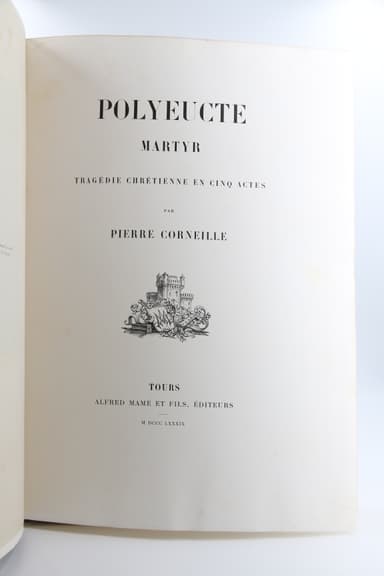 POLYEUCTE
MARTYR
TRAGÉDIE CHRÉTIENNE EN CINQ ACTES
PAR
PIERRE CORNEILLE
TOURS
ALFRED MAME ET FILS, ÉDITEURS
M DCCC LXXXIX